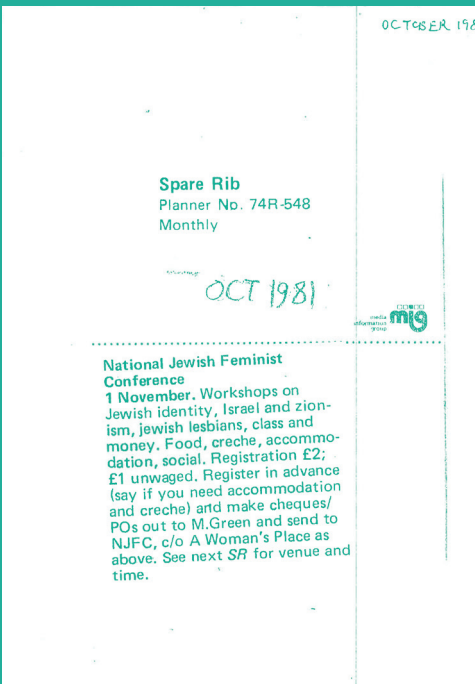 OCTOBER 198
Spare Rib
Planner No. 74R-548
Monthly
OCT 1981
media
information
group
mig
National Jewish Feminist
Conference
1 November. Workshops on
Jewish identity, Israel and zion-
ism, jewish lesbians, class and
money. Food, creche, accommo-
dation, social. Registration £2;
£1 unwaged. Register in advance
(say if you need accommodation
and creche) and make cheques/
POs out to M.Green and send to
NJFC, c/o A Woman's Place as
above. See next SR for venue and
time.